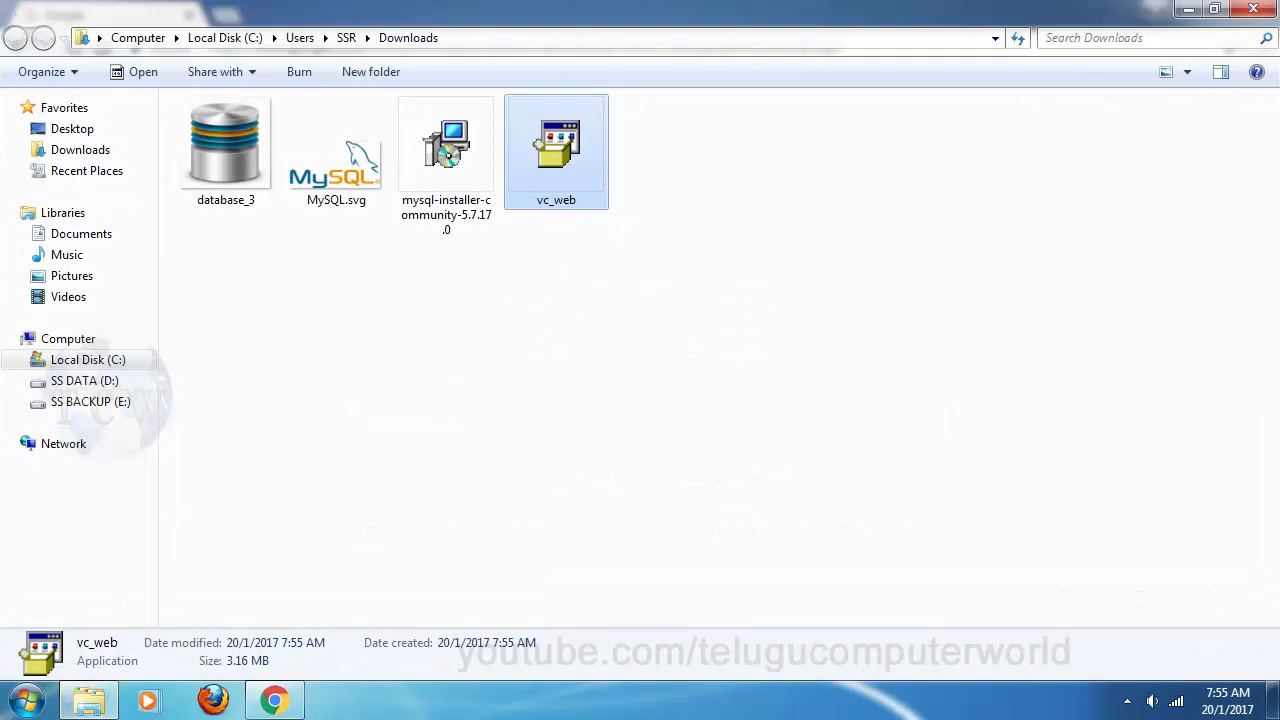 Computer
Local Disk (C:)
Users
SSR
Downloads
Search Downloads
Organize
Open
Share with
Burn
New folder
Favorites
Desktop
Downloads
Recent Places
Libraries
Documents
Music
Pictures
Videos
Computer
Local Disk (C:)
SS DATA (D:)
SS BACKUP (E:)
Network
database_3
MySQL
MySQL.svg
mysql-installer-c
ommunity-5.7.17
.0
vc_web
vc_web
Date modified: 20/1/2017 7:55 AM
Date created: 20/1/2017 7:55 AM
Application
Size: 3.16 MB
youtube.com/telugucomputerworld
7:55 AM
20/1/2017